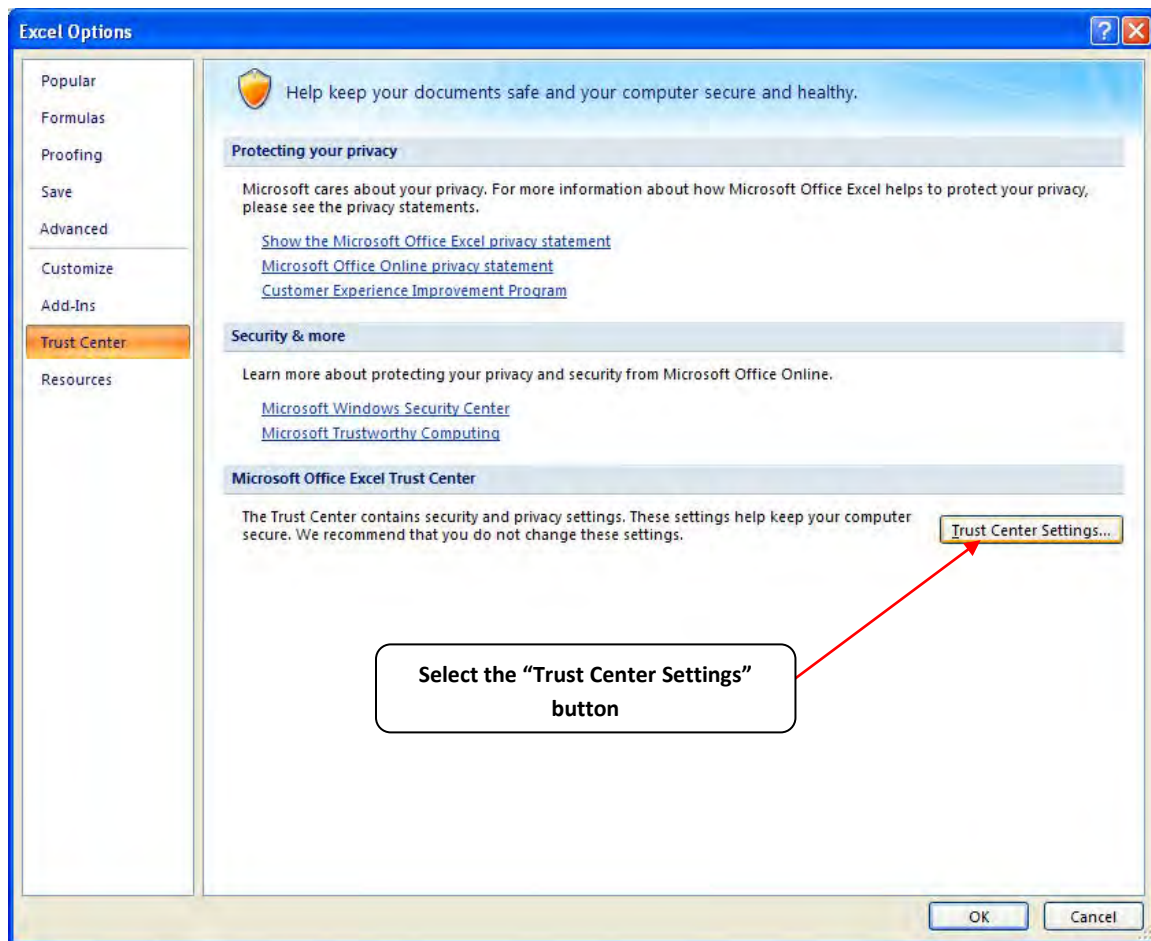 Excel Options
Popular
Formulas
Proofing
Save
Advanced
Customize
Add-Ins
Trust Center
Resources
Help keep your documents safe and your computer secure and healthy.
Protecting your privacy
Microsoft cares about your privacy. For more information about how Microsoft Office Excel helps to protect your privacy,
please see the privacy statements.
Show the Microsoft Office Excel privacy statement
Microsoft Office Online privacy statement
Customer Experience Improvement Program
Security & more
Learn more about protecting your privacy and security from Microsoft Office Online.
Microsoft Windows Security Center
Microsoft Trustworthy Computing
Microsoft Office Excel Trust Center
The Trust Center contains security and privacy settings. These settings help keep your computer
secure. We recommend that you do not change these settings.
Trust Center Settings...
Select the “Trust Center Settings”
button
OK
Cancel